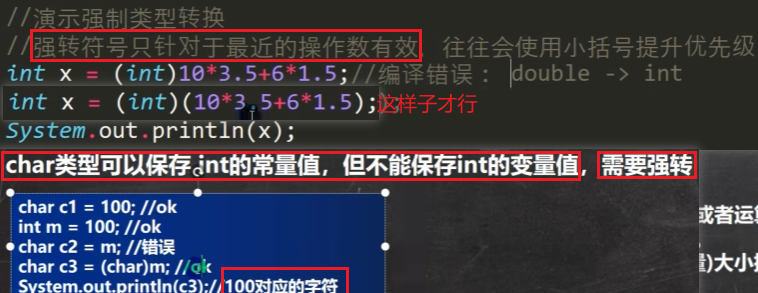 //演示强制类型转换
//强转符号只针对于最近的操作数有效，往往会使用小括号提升优先级
int x = (int)10*3.5+6*1.5;//编译错误： double -> int
int x = (int)(10*3.5+6*1.5);这样子才行
System.out.println(x);
char类型可以保存 int的常量值，但不能保存int的变量值，需要强转
char c1 = 100; //ok
int m = 100; //ok
或者运算
char c2 = m; //错误
char c3 = (char)m; //ok
量)大小
System.out.println(c3);//100对应的字符